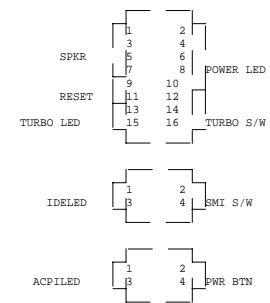 1 2
3 4
SPKR 5 6
7 8 POWER LED
9 10
RESET 11 12
13 14
TURBO LED 15 16 TURBO S/W
1 2
IDELED 3 4 SMI S/W
1 2
ACPILED 3 4 PWR BTN